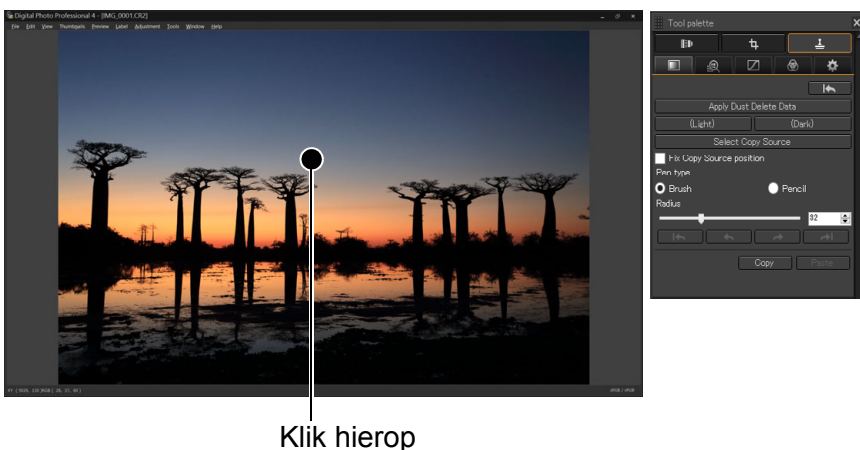 Digital Photo Professional 4 - [IMG_0001.CR2]
File Edit View Thumbnails Preview Label Adjustment Tools Window Help
Tool palette
Apply Dust Delete Data
(Light) (Dark)
Select Copy Source
Fix Copy Source position
Pen type
Brush Pencil
Radius
32
Copy Paste
sRGB / sRGB
Klik hierop